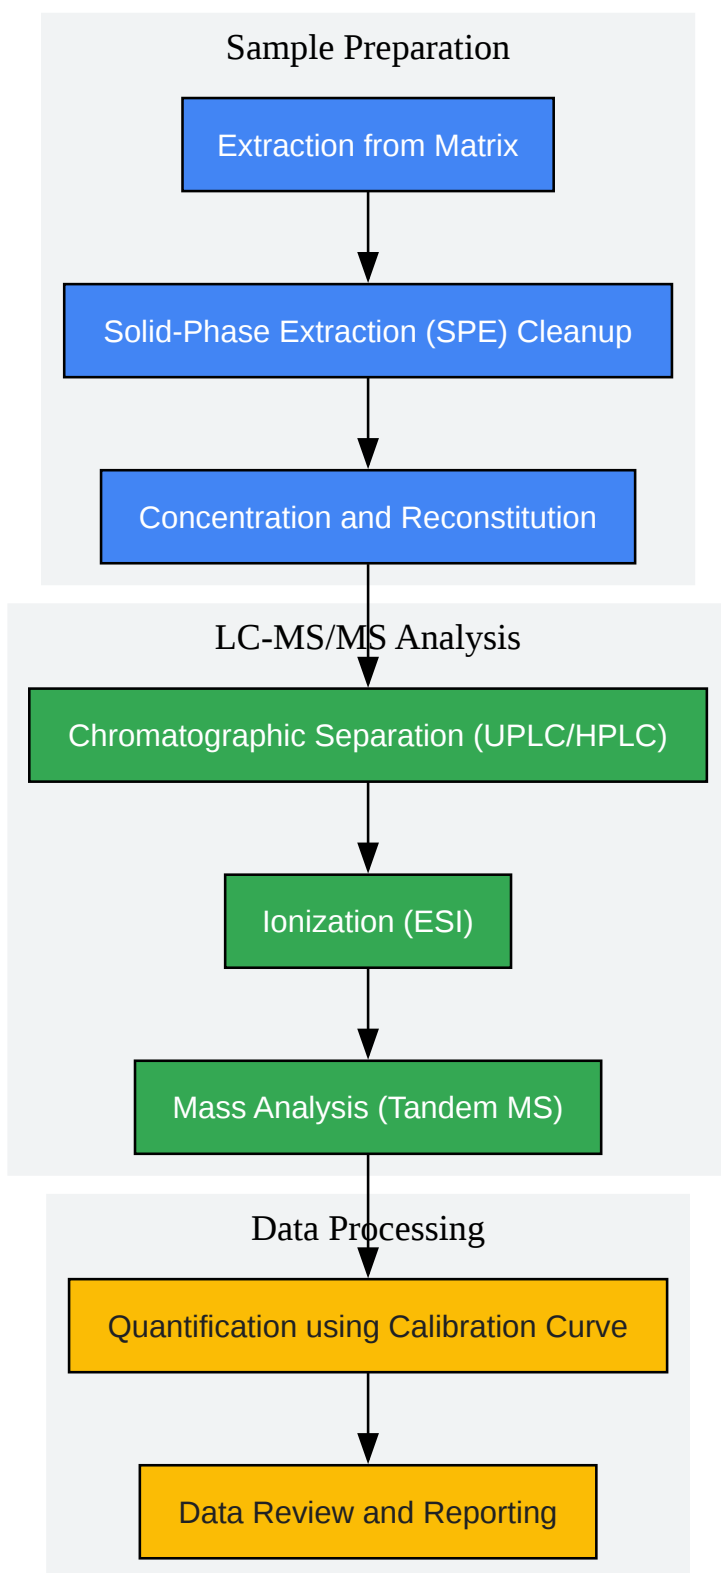 Sample Preparation
Extraction from Matrix
Solid-Phase Extraction (SPE) Cleanup
Concentration and Reconstitution
LC-MS/MS Analysis
Chromatographic Separation (UPLC/HPLC)
Ionization (ESI)
Mass Analysis (Tandem MS)
Data Processing
Quantification using Calibration Curve
Data Review and Reporting